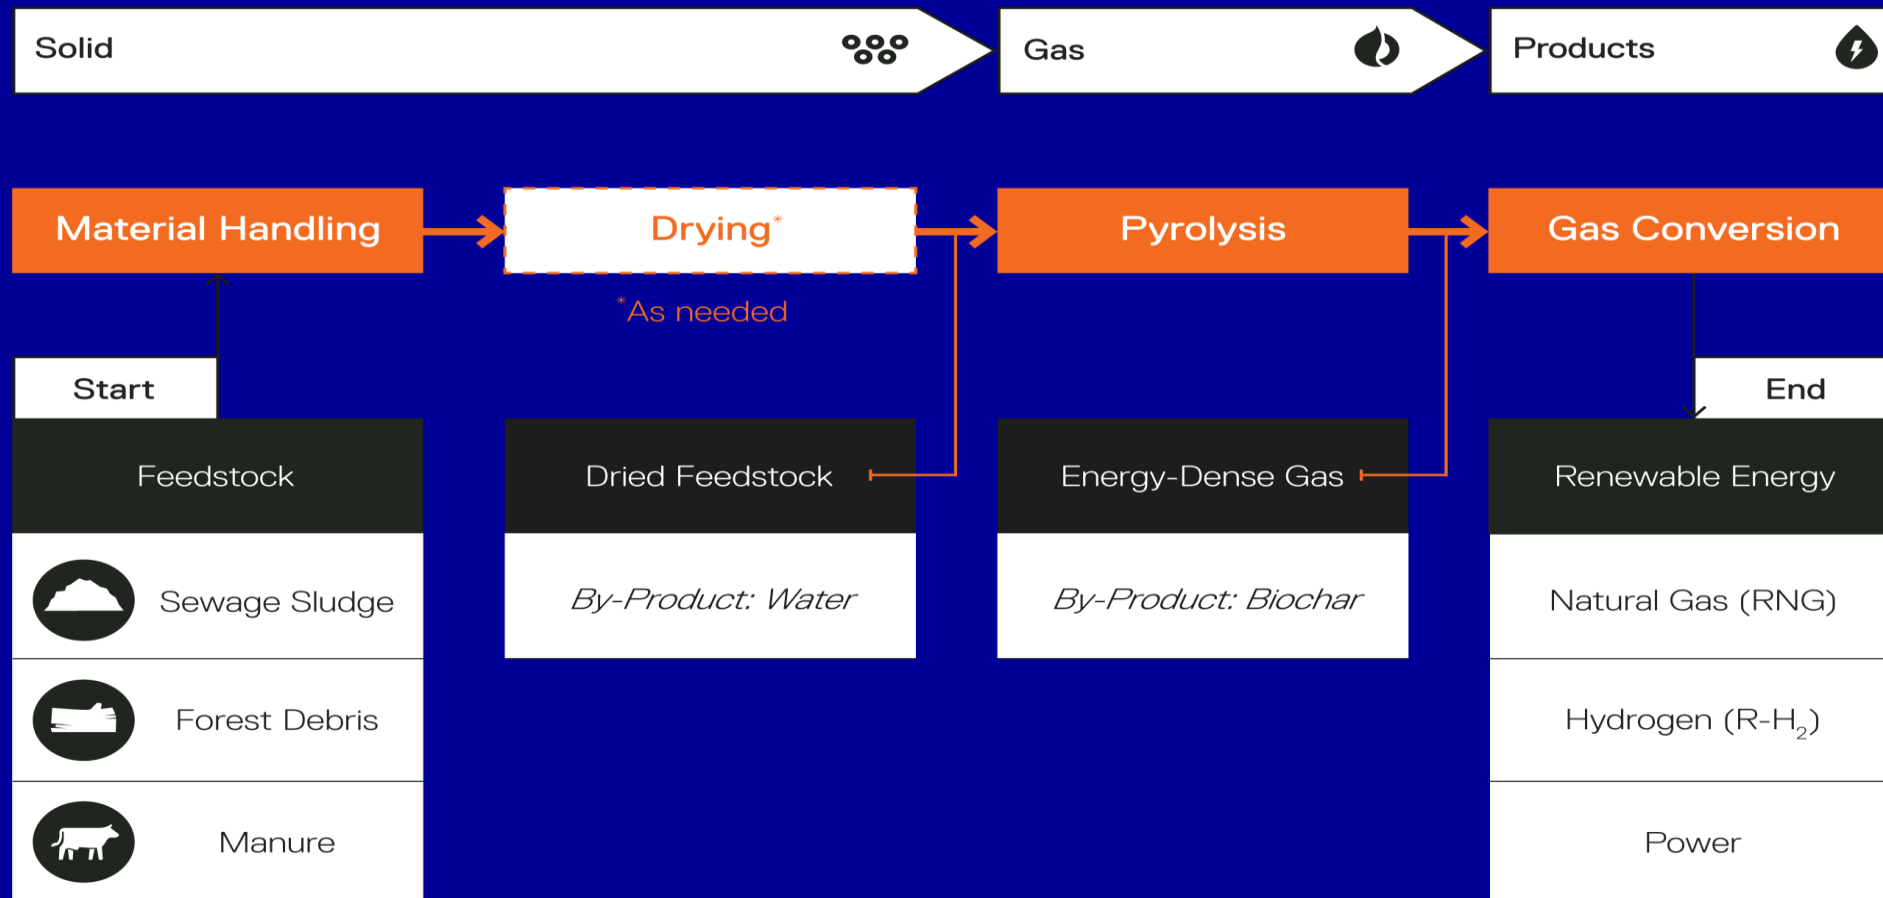 Solid
Gas
Products
Material Handling
Drying*
Pyrolysis
Gas Conversion
*As needed
Start
End
Feedstock
Dried Feedstock
Energy-Dense Gas
Renewable Energy
Sewage Sludge
By-Product: Water
By-Product: Biochar
Natural Gas (RNG)
Forest Debris
Hydrogen (R-H₂)
Manure
Power